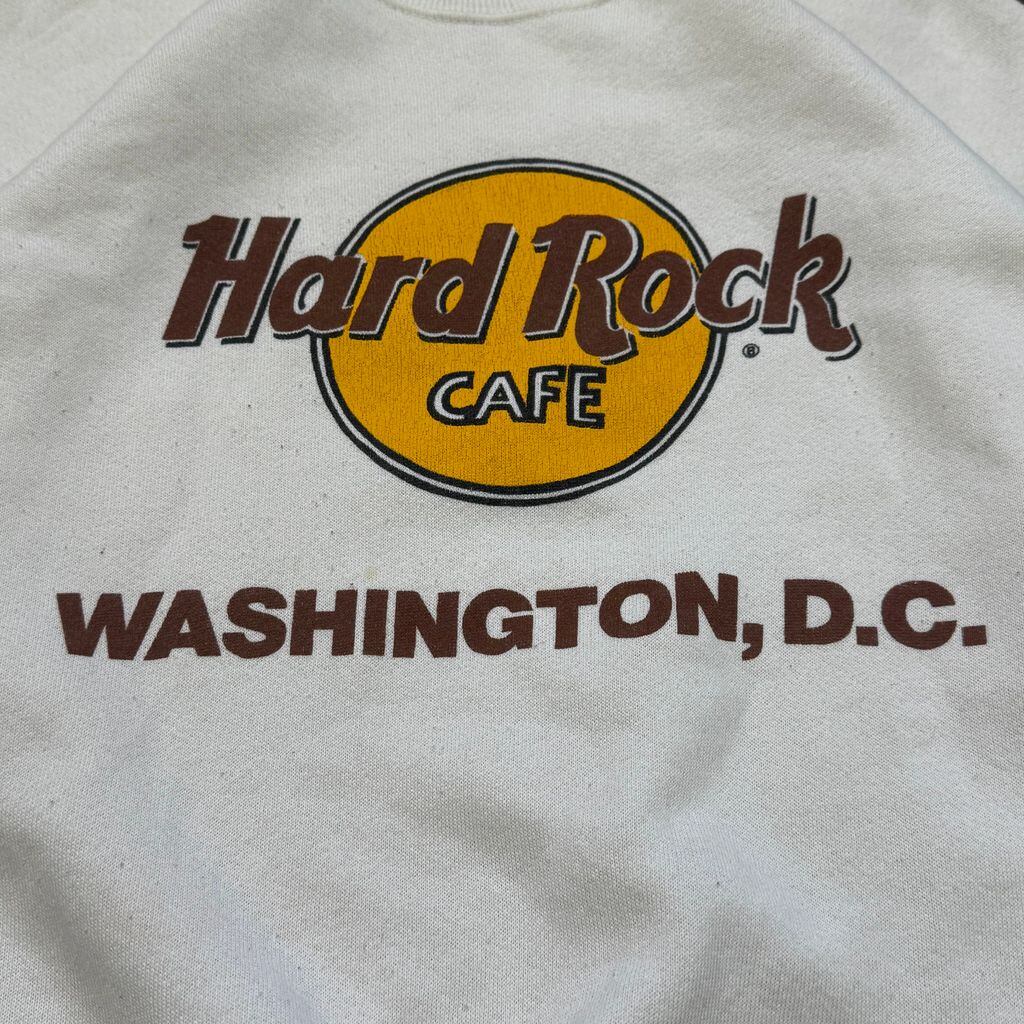 Hard Rock
®
CAFE
WASHINGTON, D.C.